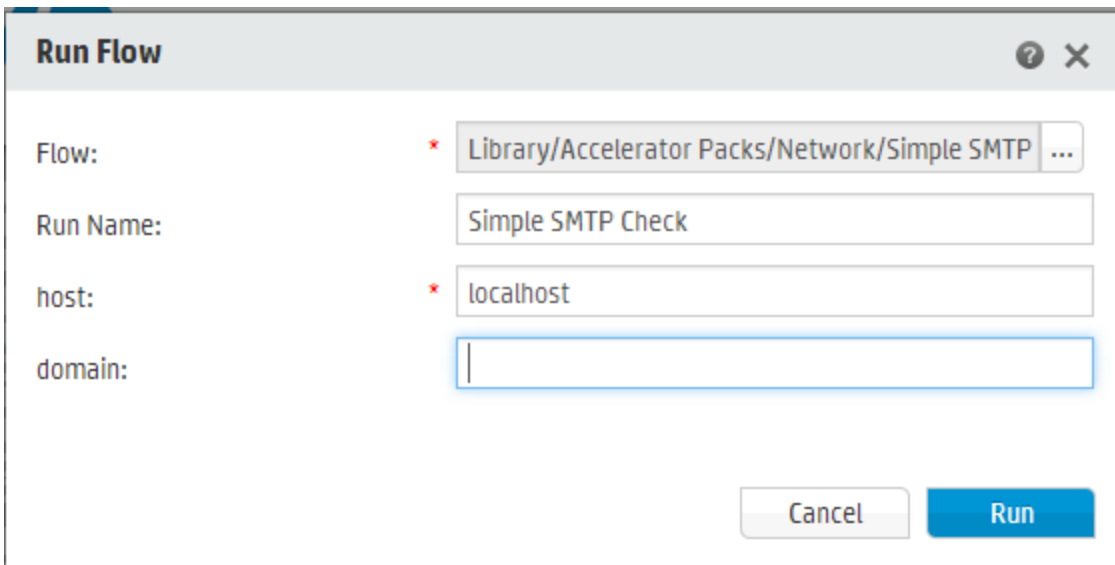 Run Flow
Flow: * Library/Accelerator Packs/Network/Simple SMTP ...
Run Name: Simple SMTP Check
host: * localhost
domain:
Cancel Run